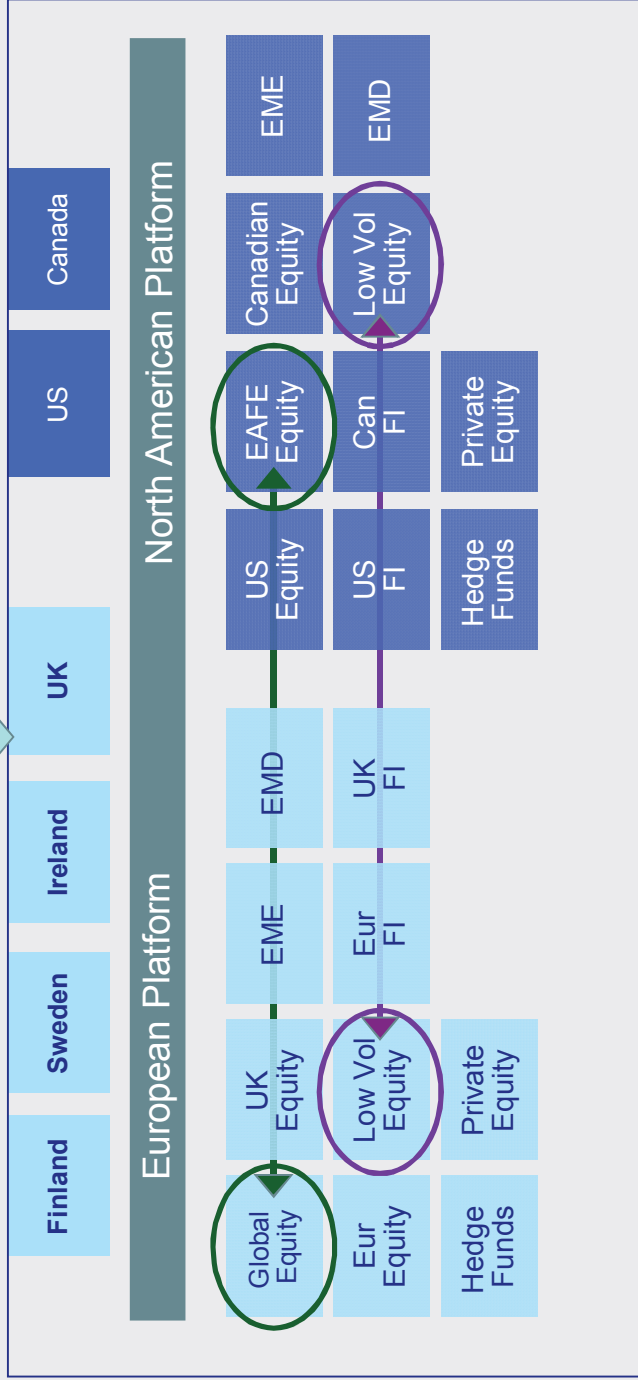 Finland
Sweden
Ireland
UK
US
Canada
European Platform
North American Platform
Global
Equity
UK
Equity
EME
EMD
US
Equity
EAFE
Equity
Canadian
Equity
EME
Eur
Equity
Low Vol
Equity
Eur
FI
UK
FI
US
FI
Can
FI
Low Vol
Equity
EMD
Hedge
Funds
Private
Equity
Hedge
Funds
Private
Equity